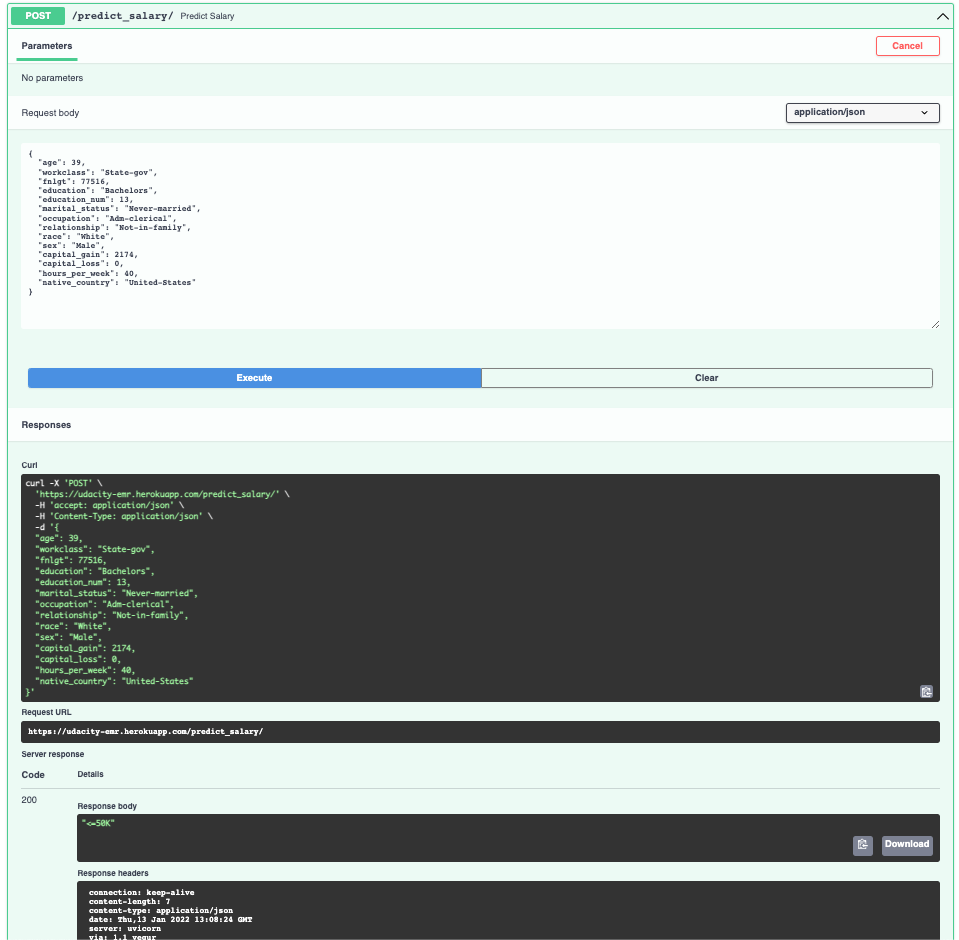 POST /predict_salary/ Predict Salary
Parameters Cancel
No parameters
Request body application/json
{
  "age": 39,
  "workclass": "State-gov",
  "fnlgt": 77516,
  "education": "Bachelors",
  "education_num": 13,
  "marital_status": "Never-married",
  "occupation": "Adm-clerical",
  "relationship": "Not-in-family",
  "race": "White",
  "sex": "Male",
  "capital_gain": 2174,
  "capital_loss": 0,
  "hours_per_week": 40,
  "native_country": "United-States"
}
Execute Clear
Responses
Curl
curl -X 'POST' \
  'https://udacity-emr.herokuapp.com/predict_salary/' \
  -H 'accept: application/json' \
  -H 'Content-Type: application/json' \
  -d '{
  "age": 39,
  "workclass": "State-gov",
  "fnlgt": 77516,
  "education": "Bachelors",
  "education_num": 13,
  "marital_status": "Never-married",
  "occupation": "Adm-clerical",
  "relationship": "Not-in-family",
  "race": "White",
  "sex": "Male",
  "capital_gain": 2174,
  "capital_loss": 0,
  "hours_per_week": 40,
  "native_country": "United-States"
}'
Request URL
https://udacity-emr.herokuapp.com/predict_salary/
Server response
Code Details
200
Response body
"<=50K"
Download
Response headers
connection: keep-alive
content-length: 7
content-type: application/json
date: Thu,13 Jan 2022 13:08:24 GMT
server: uvicorn
via: 1.1 vegur